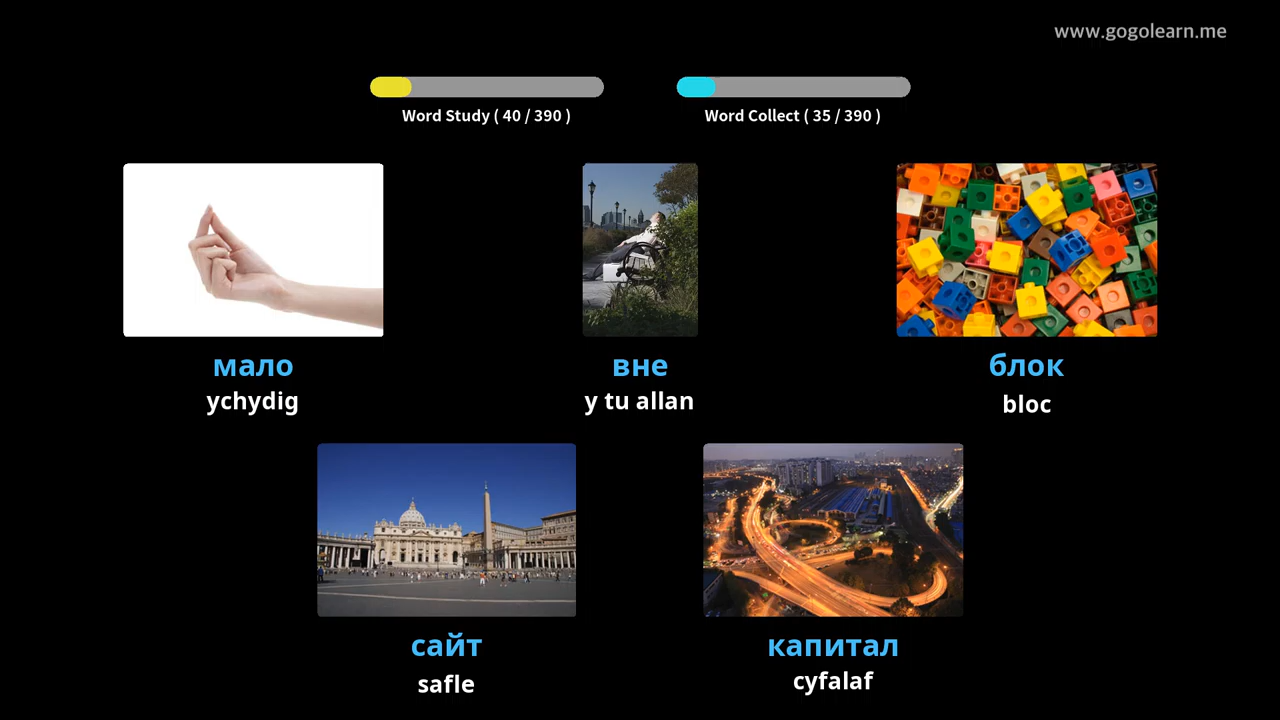 www.gogolearn.me
Word Study ( 40 / 390 )
Word Collect ( 35 / 390 )
мало
ychydig
вне
y tu allan
блок
bloc
сайт
safle
капитал
cyfalaf